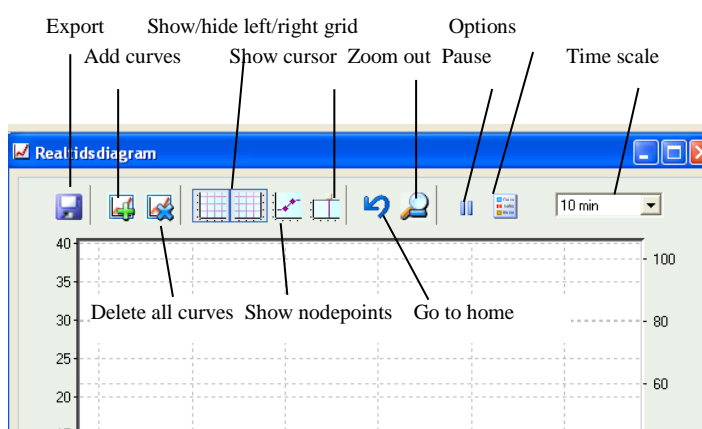 Export Show/hide left/right grid Options
Add curves Show cursor Zoom out Pause Time scale
Realtidsdiagram
10 min
40
100
35
Delete all curves Show nodepoints Go to home
30
80
25
20
60